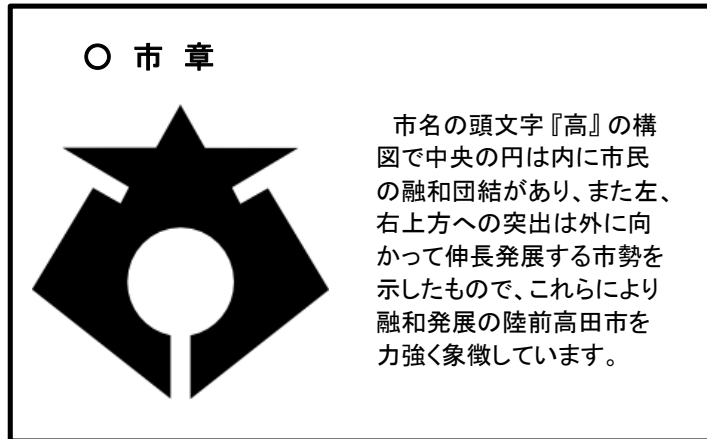 ○ 市 章
市名の頭文字『高』の構
図で中央の円は内に市民
の融和団結があり、また左、
右上方への突出は外に向
かって伸長発展する市勢を
示したもので、これらにより
融和発展の陸前高田市を
力強く象徴しています。